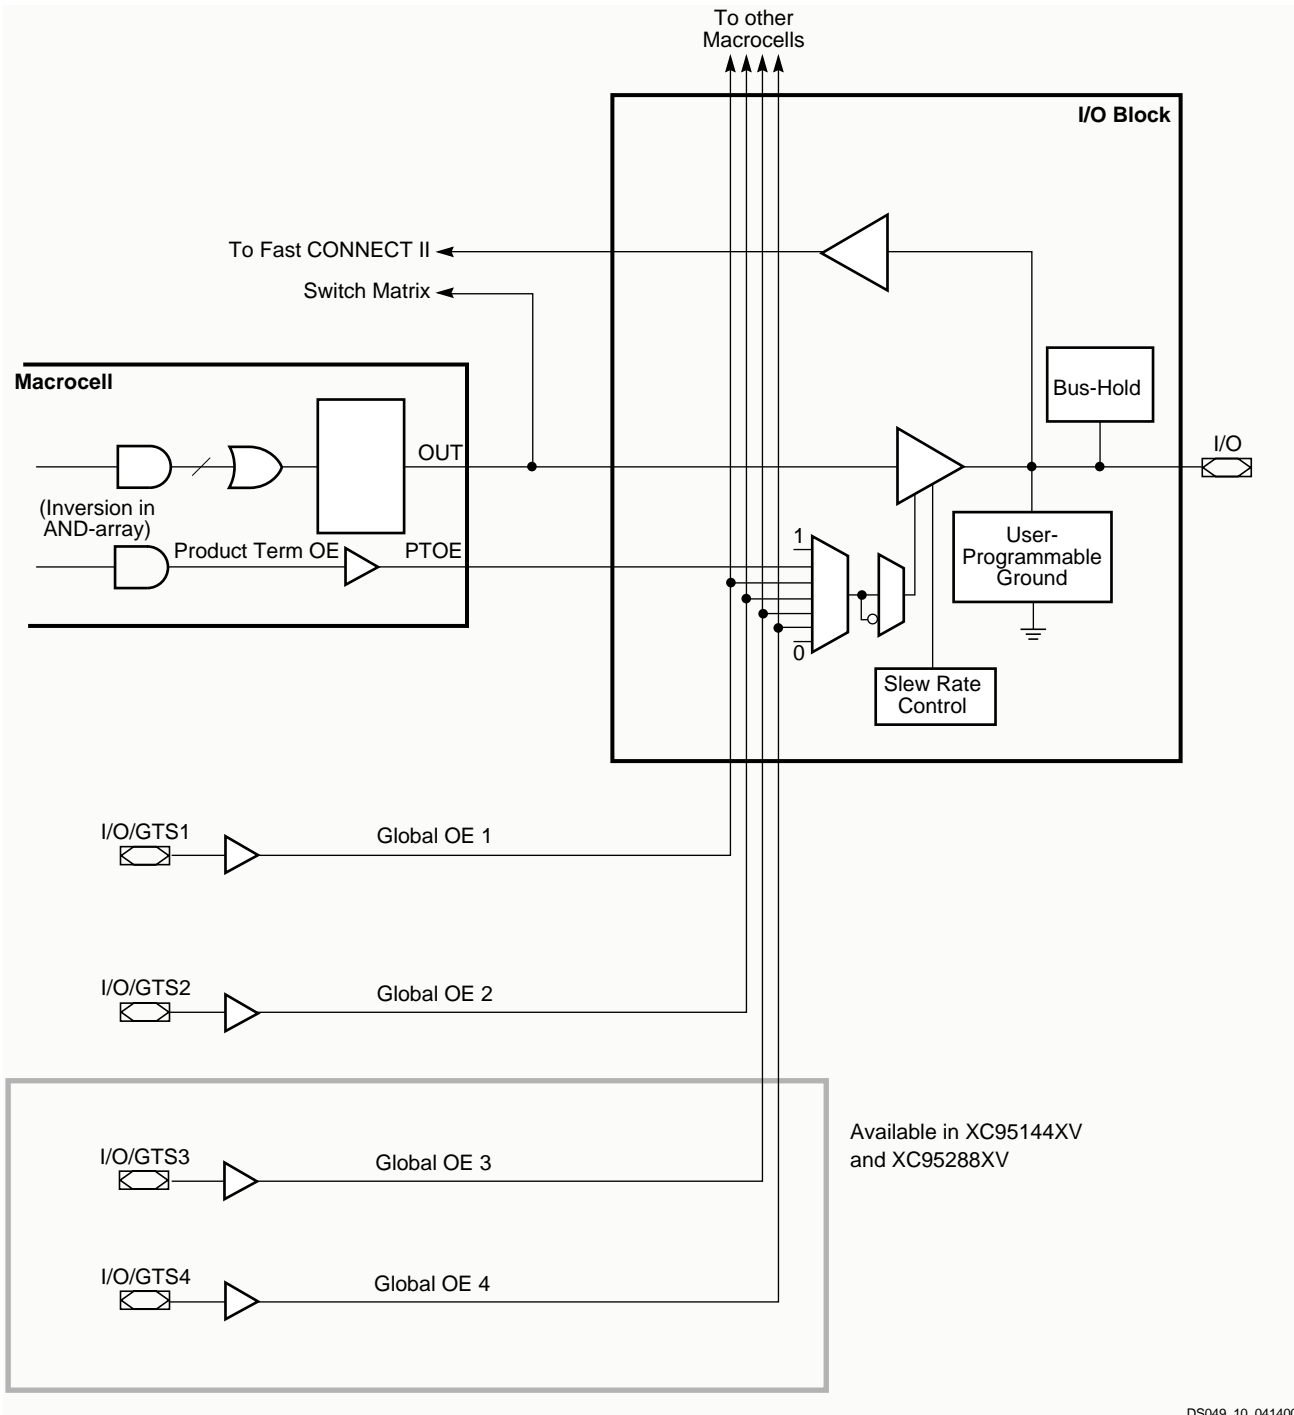 To other
Macrocells
I/O Block
To Fast CONNECT II
Switch Matrix
Macrocell
Bus-Hold
OUT
I/O
(Inversion in
AND-array)
Product Term OE
PTOE
1
User-
Programmable
Ground
0
Slew Rate
Control
I/O/GTS1
Global OE 1
I/O/GTS2
Global OE 2
Available in XC95144XV
and XC95288XV
I/O/GTS3
Global OE 3
I/O/GTS4
Global OE 4
DS049_10_041400